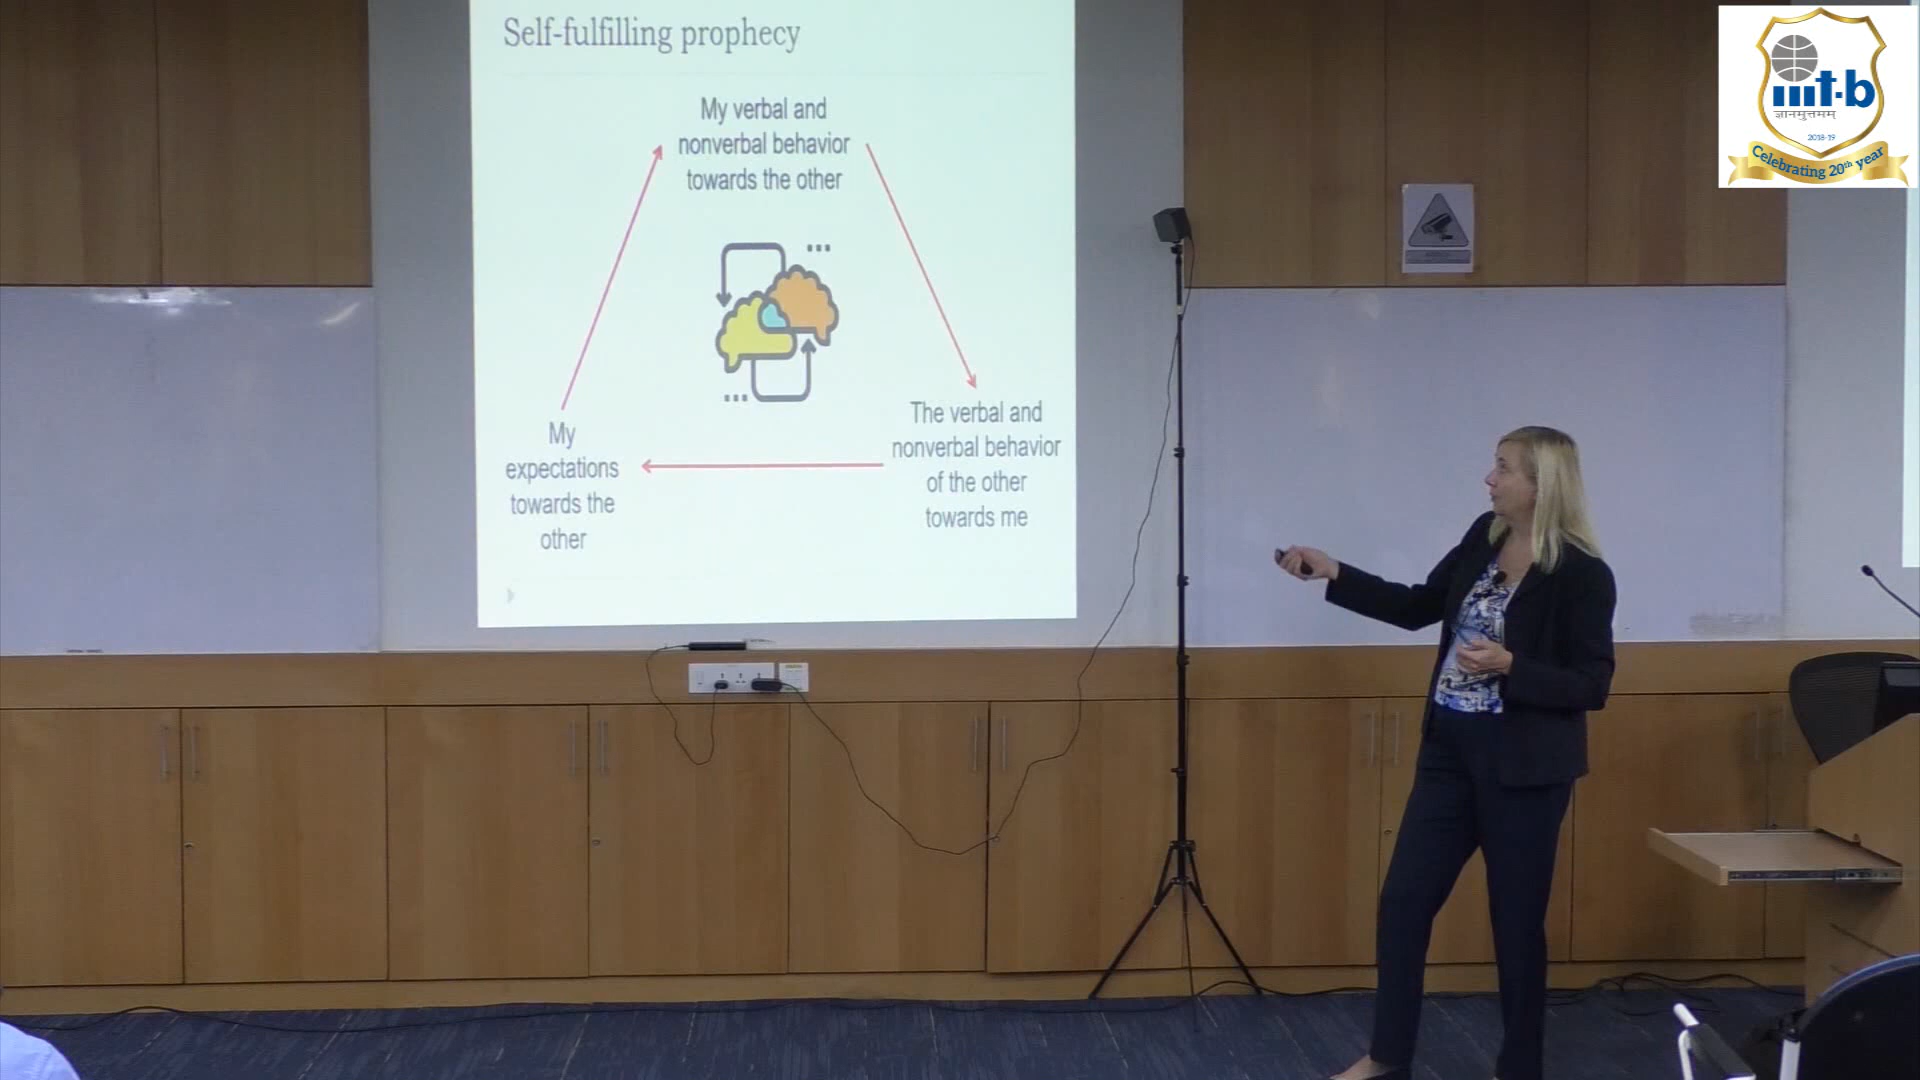 Self-fulfilling prophecy
My verbal and
nonverbal behavior
towards the other
The verbal and
nonverbal behavior
of the other
towards me
My
expectations
towards the
other
iiit-b
ज्ञानमुत्तमम्
2018-19
Celebrating 20th year